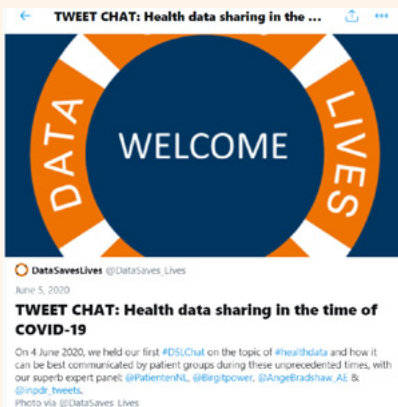 TWEET CHAT: Health data sharing in the ...
DATA
WELCOME
LIVES
DataSavesLives @DataSaves_Lives
June 5, 2020
TWEET CHAT: Health data sharing in the time of
COVID-19
On 4 June 2020, we held our first #DSLChat on the topic of #healthdata and how it
can be best communicated by patient groups during these unprecedented times, with
our superb expert panel: @PatientenNL, @Birgitpower, @AngeBradshaw_AE &
@inpdr_tweets.
Photo via @DataSaves_Lives